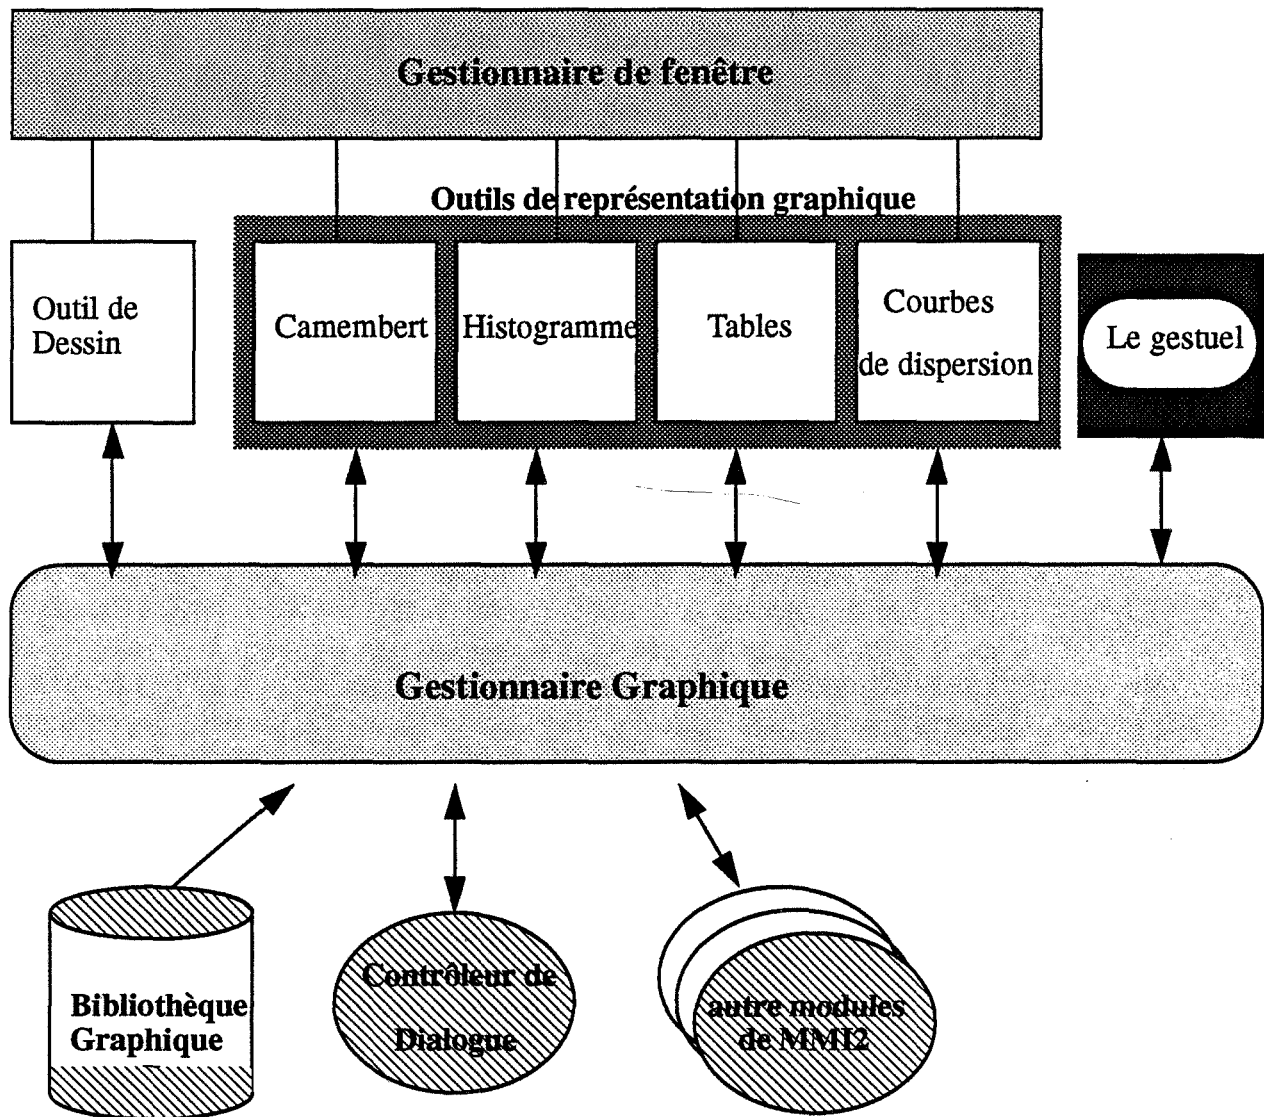 Gestionnaire de fenêtre
Outils de représentation graphique
Outil de
Dessin
Camembert
Histogramme
Tables
Courbes
de dispersion
Le gestuel
Gestionnaire Graphique
Bibliothèque
Graphique
Contrôleur de
Dialogue
autre modules
de MMI2